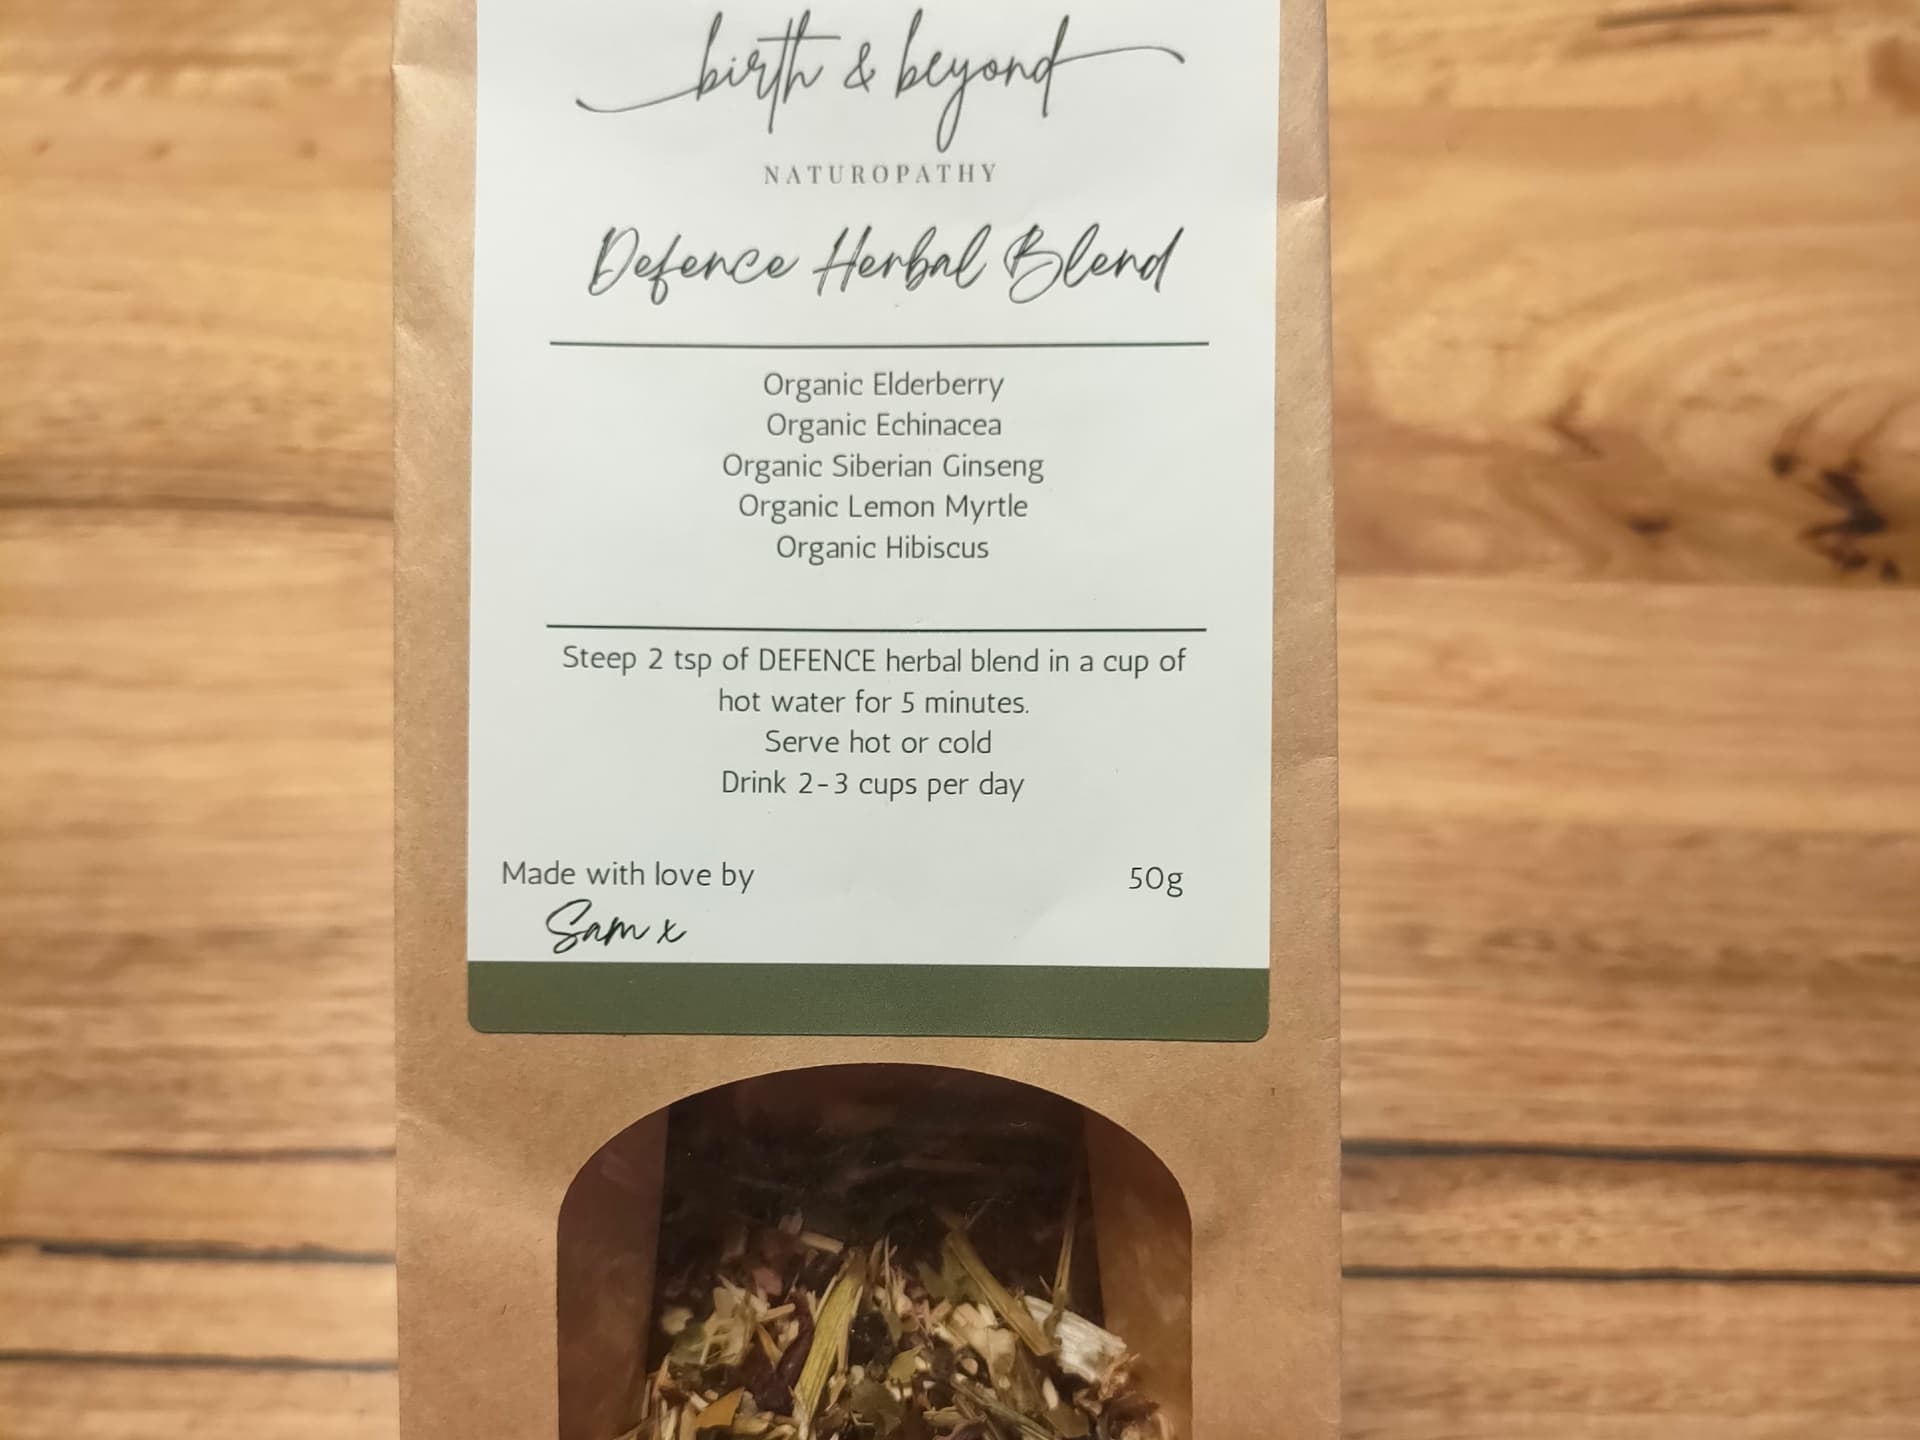 birth & beyond
NATUROPATHY
Defence Herbal Blend
Organic Elderberry
Organic Echinacea
Organic Siberian Ginseng
Organic Lemon Myrtle
Organic Hibiscus
Steep 2 tsp of DEFENCE herbal blend in a cup of
hot water for 5 minutes.
Serve hot or cold
Drink 2-3 cups per day
Made with love by
50g
Sam x